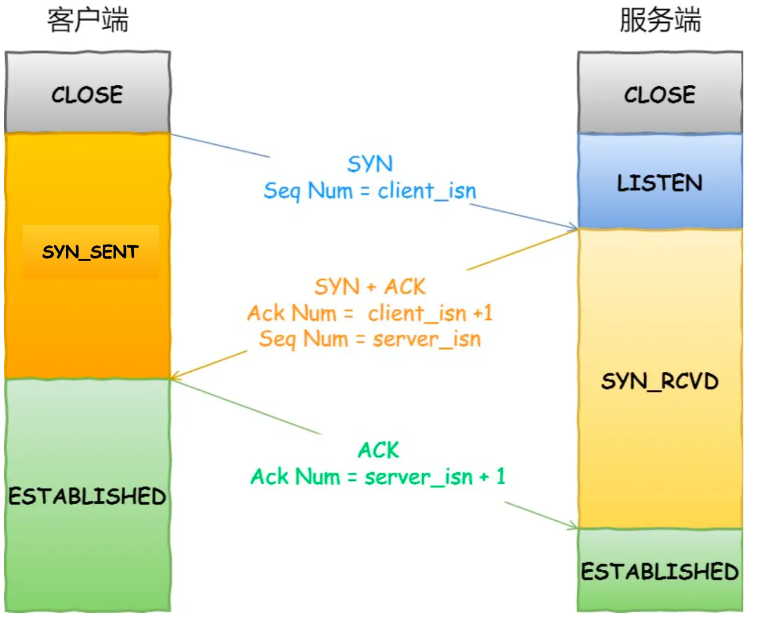 客户端
服务端
CLOSE
CLOSE
SYN
Seq Num = client_isn
LISTEN
SYN_SENT
SYN + ACK
Ack Num = client_isn +1
Seq Num = server_isn
SYN_RCVD
ACK
Ack Num = server_isn + 1
ESTABLISHED
ESTABLISHED